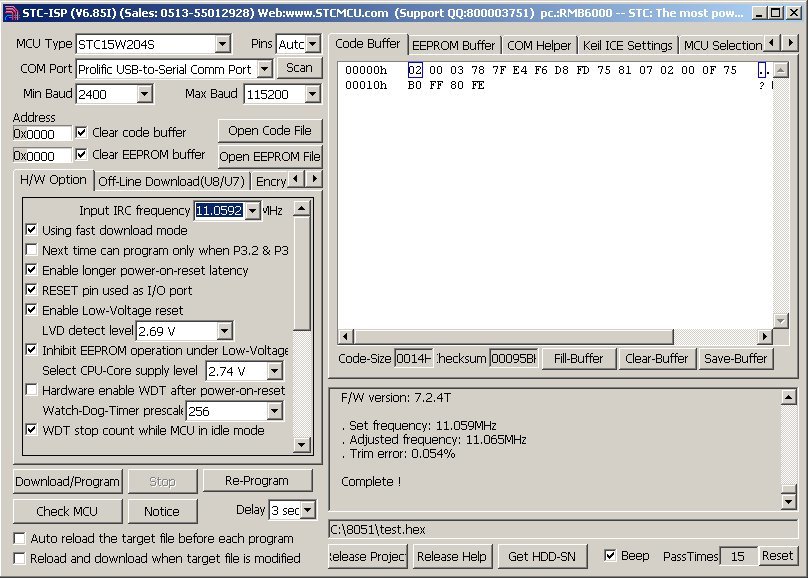 STC-ISP (V6.85I) (Sales: 0513-55012928) Web:www.STCMCU.com (Support QQ:800003751) pc.:RMB6000 -- STC: The most pow...
MCU Type STC15W204S Pins Auto
COM Port Prolific USB-to-Serial Comm Port Scan
Min Baud 2400 Max Baud 115200
Address
0x0000 Clear code buffer Open Code File
0x0000 Clear EEPROM buffer Open EEPROM File
H/W Option Off-Line Download(U8/U7) Encry
Input IRC frequency 11.0592 MHz
Using fast download mode
Next time can program only when P3.2 & P3
Enable longer power-on-reset latency
RESET pin used as I/O port
Enable Low-Voltage reset
LVD detect level 2.69 V
Inhibit EEPROM operation under Low-Voltage
Select CPU-Core supply level 2.74 V
Hardware enable WDT after power-on-reset
Watch-Dog-Timer prescale 256
WDT stop count while MCU in idle mode
Download/Program Stop Re-Program
Check MCU Notice Delay 3 sec
Auto reload the target file before each program
Reload and download when target file is modified
Code Buffer EEPROM Buffer COM Helper Keil ICE Settings MCU Selection
00000h 02 00 03 78 7F E4 F6 D8 FD 75 81 07 02 00 0F 75 ..
00010h B0 FF 80 FE ?
Code-Size 0014H Checksum 00095BH Fill-Buffer Clear-Buffer Save-Buffer
F/W version: 7.2.4T
. Set frequency: 11.059MHz
. Adjusted frequency: 11.065MHz
. Trim error: 0.054%
Complete !
C:\8051\test.hex
elease Project Release Help Get HDD-SN Beep PassTimes 15 Reset